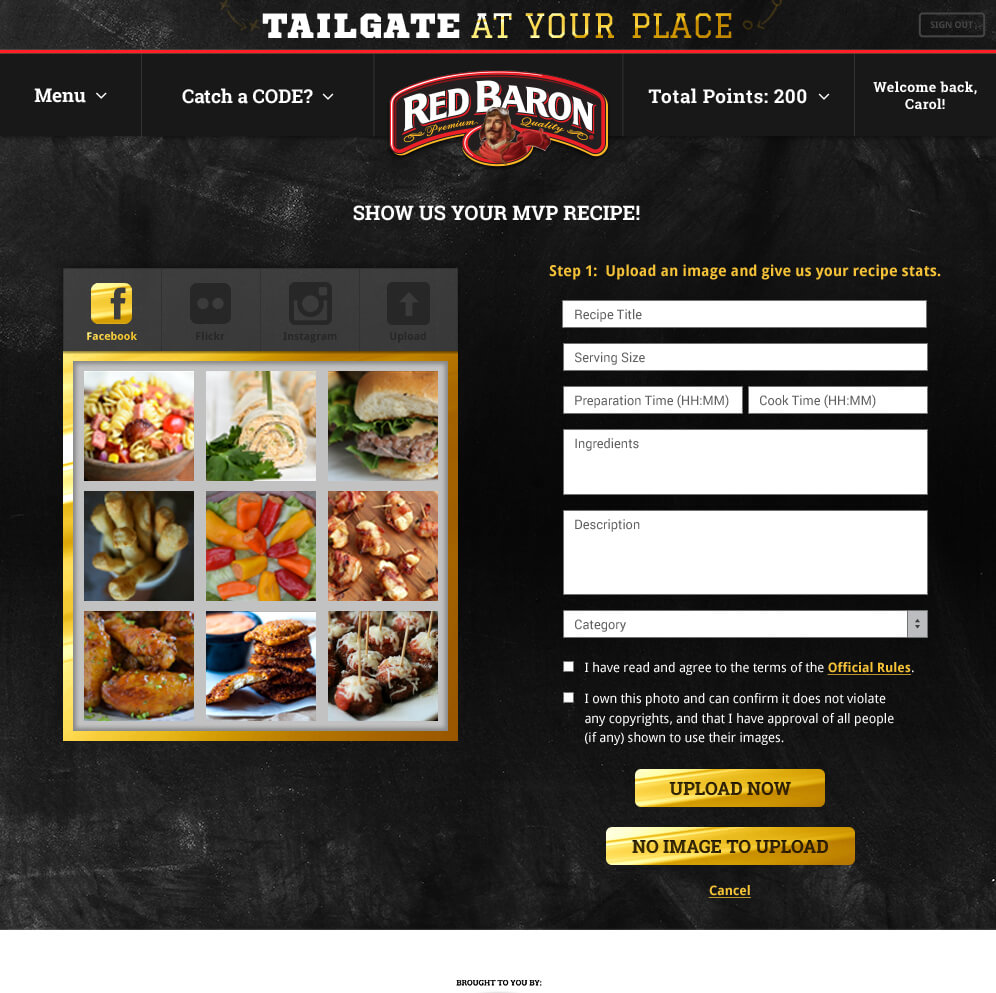 TAILGATE AT YOUR PLACE
SIGN OUT
Menu
Catch a CODE?
RED BARON
Premium Quality
Total Points: 200
Welcome back,
Carol!
SHOW US YOUR MVP RECIPE!
Facebook
Flickr
Instagram
Upload
Step 1: Upload an image and give us your recipe stats.
Recipe Title
Serving Size
Preparation Time (HH:MM)
Cook Time (HH:MM)
Ingredients
Description
Category
I have read and agree to the terms of the Official Rules.
I own this photo and can confirm it does not violate
any copyrights, and that I have approval of all people
(if any) shown to use their images.
UPLOAD NOW
NO IMAGE TO UPLOAD
Cancel
BROUGHT TO YOU BY: